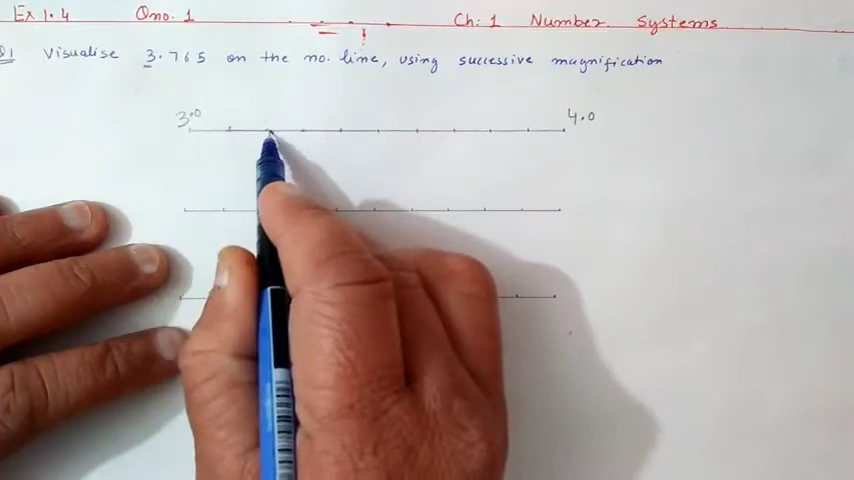 Ex 1.4 Qno. 1 Ch: 1 Number Systems
Q1 Visualise 3.765 on the no. line, using successive magnification
3.0 4.0